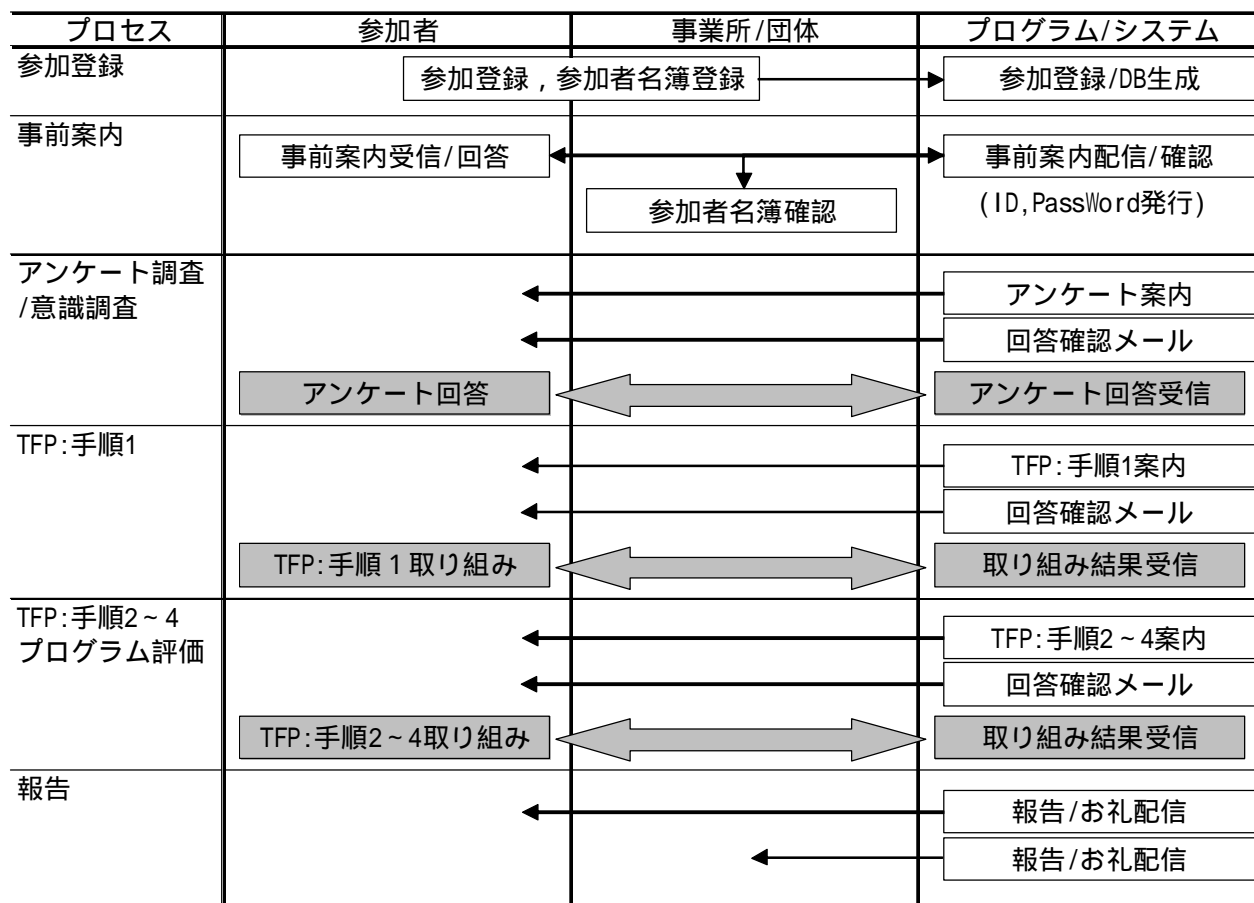 プロセス 参加者 事業所/団体 プログラム/システム
参加登録
参加登録，参加者名簿登録 参加登録/DB生成
事前案内
事前案内受信/回答 事前案内配信/確認
参加者名簿確認 (ID,PassWord発行)
アンケート調査
/意識調査
アンケート案内
回答確認メール
アンケート回答 アンケート回答受信
TFP:手順1
TFP:手順1案内
回答確認メール
TFP:手順１取り組み 取り組み結果受信
TFP:手順2～4
プログラム評価
TFP:手順2～4案内
回答確認メール
TFP:手順2～4取り組み 取り組み結果受信
報告
報告/お礼配信
報告/お礼配信